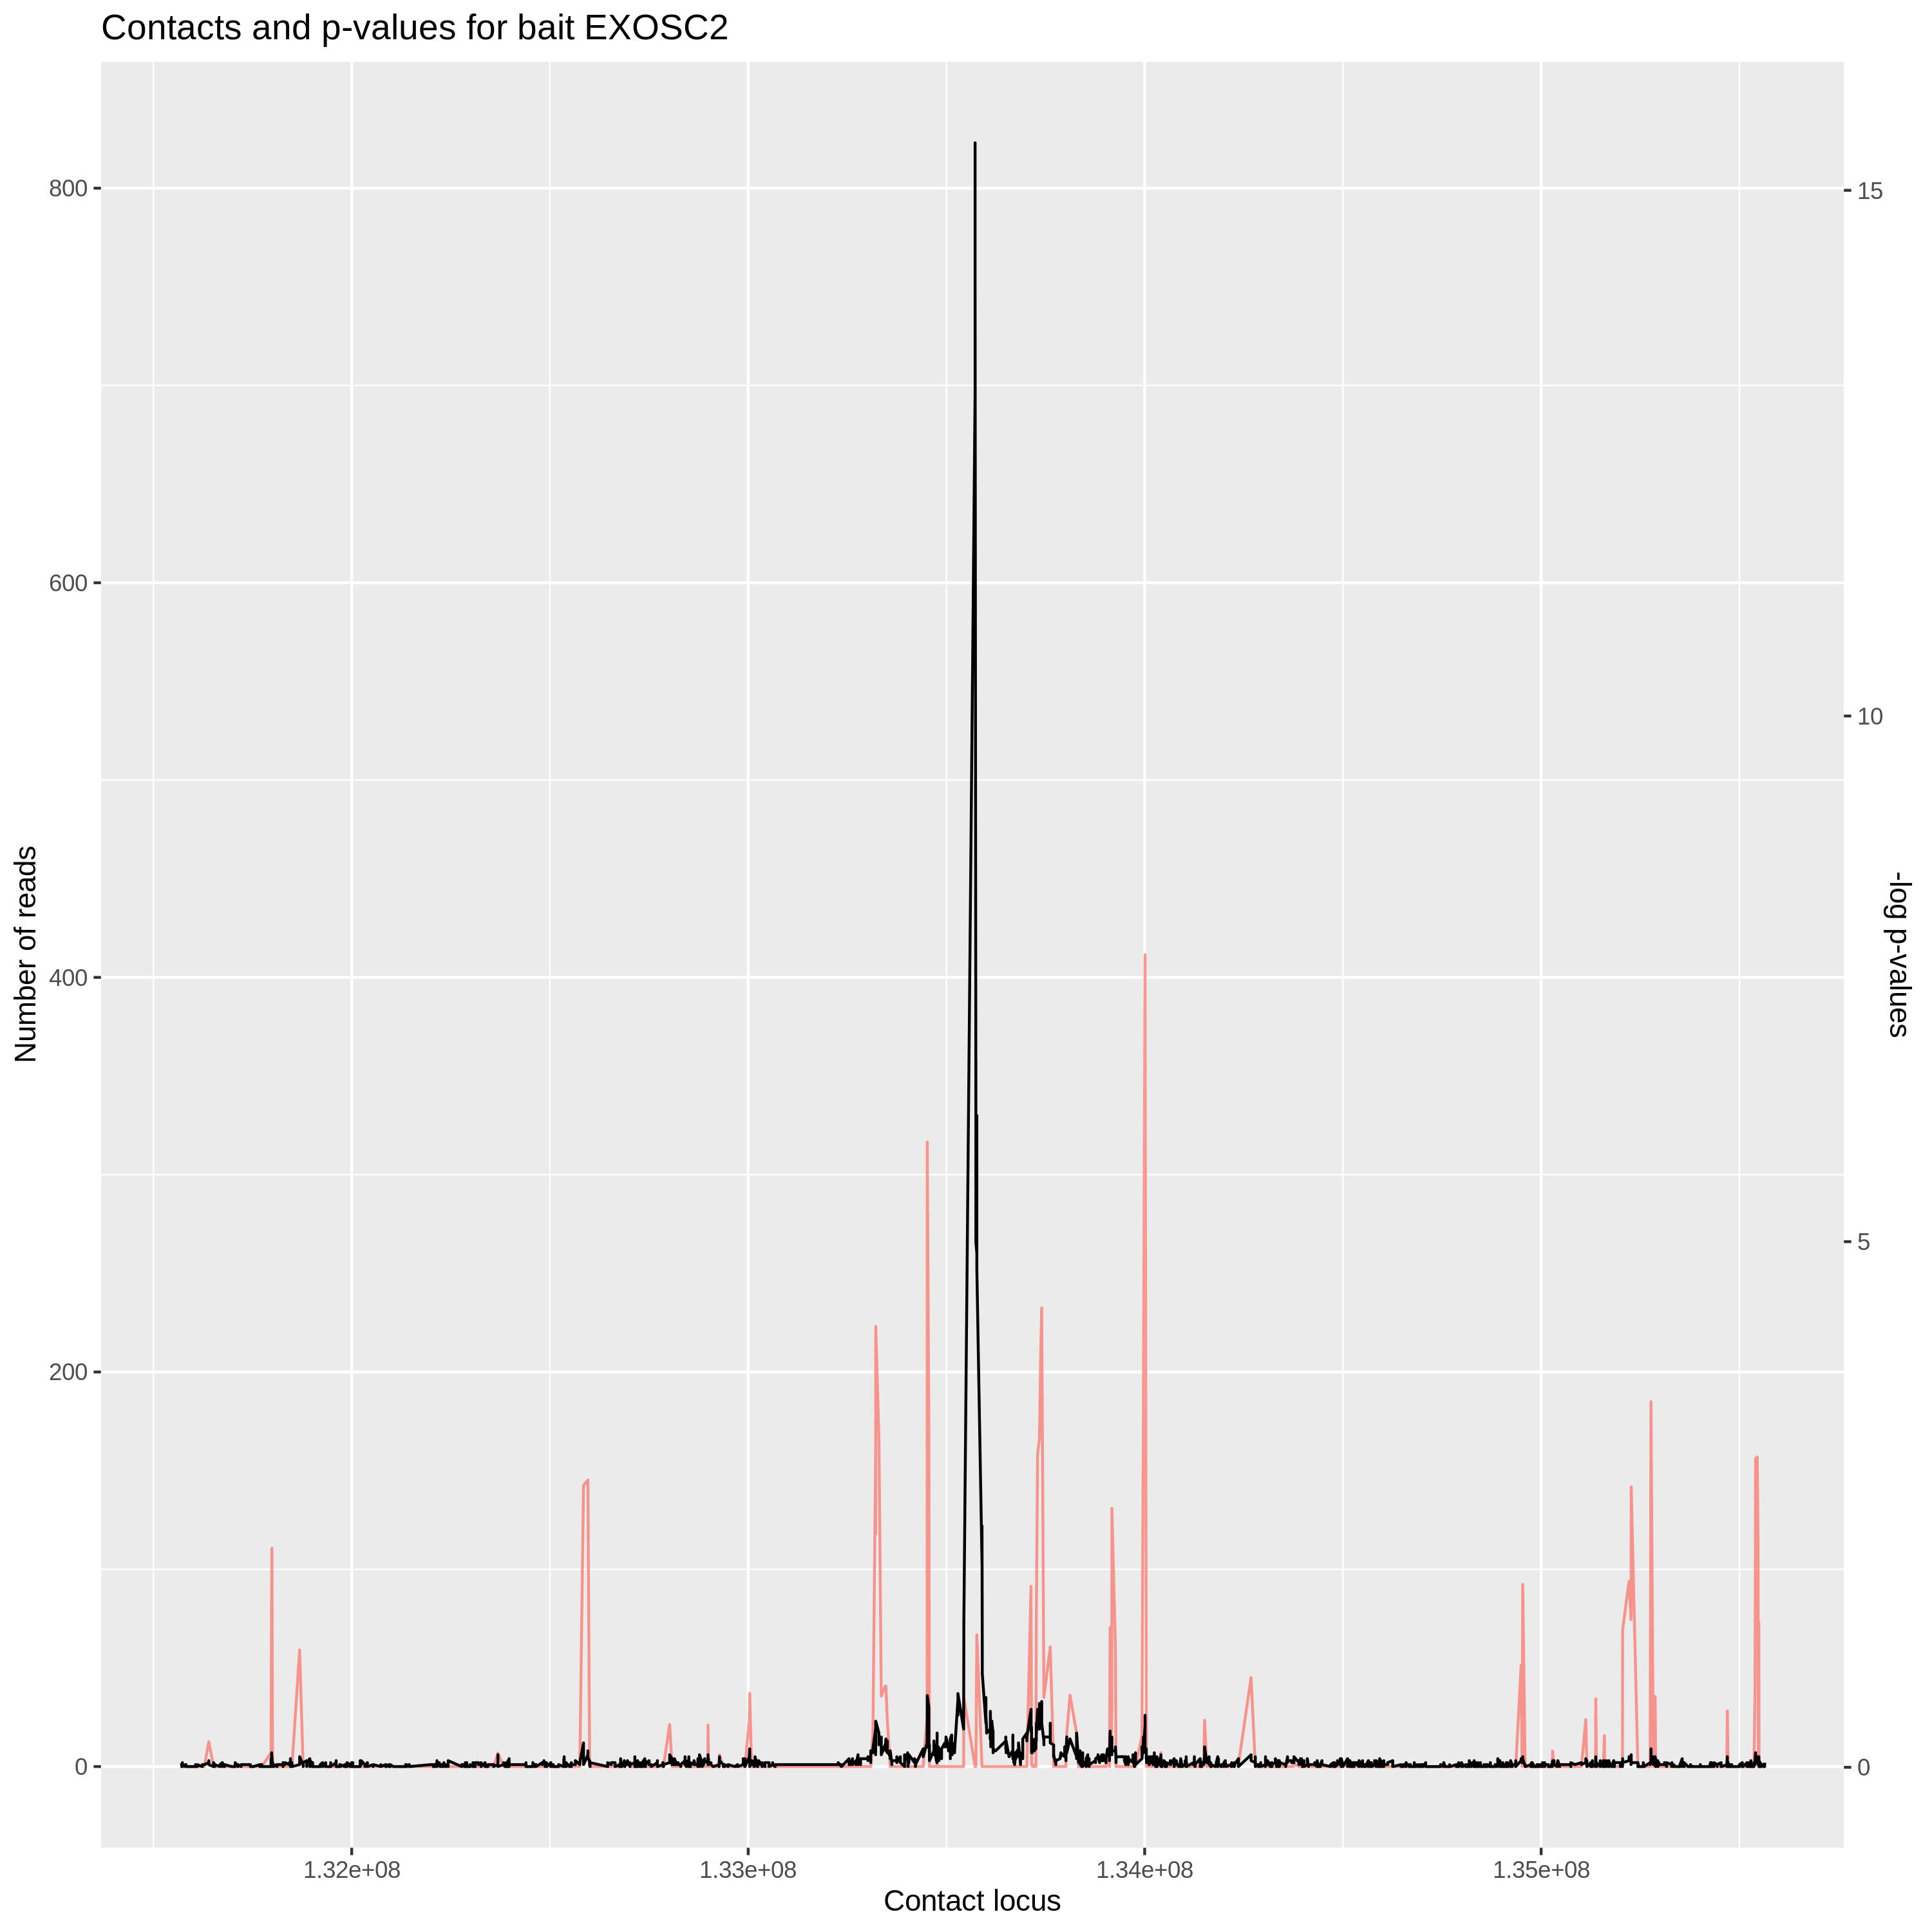 Contacts and p-values for bait EXOSC2
800
600
400
200
0
Number of reads
15
10
5
0
-log p-values
1.32e+08
1.33e+08
1.34e+08
1.35e+08
Contact locus